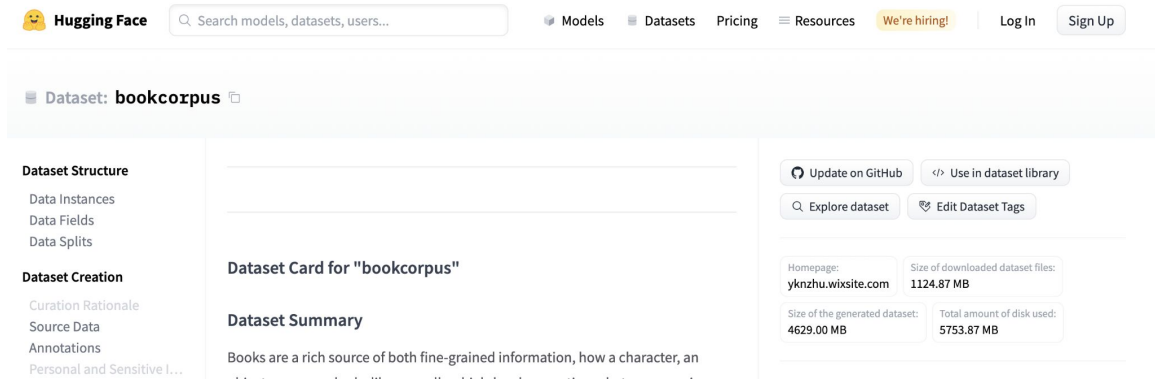 Hugging Face
Search models, datasets, users...
Models
Datasets
Pricing
Resources
We're hiring!
Log In
Sign Up
Dataset: bookcorpus
Dataset Structure
Data Instances
Data Fields
Data Splits
Dataset Creation
Curation Rationale
Source Data
Annotations
Personal and Sensitive I...
Dataset Card for "bookcorpus"
Dataset Summary
Books are a rich source of both fine-grained information, how a character, an
Update on GitHub
</> Use in dataset library
Explore dataset
Edit Dataset Tags
Homepage:
yknzhu.wixsite.com
Size of downloaded dataset files:
1124.87 MB
Size of the generated dataset:
4629.00 MB
Total amount of disk used:
5753.87 MB